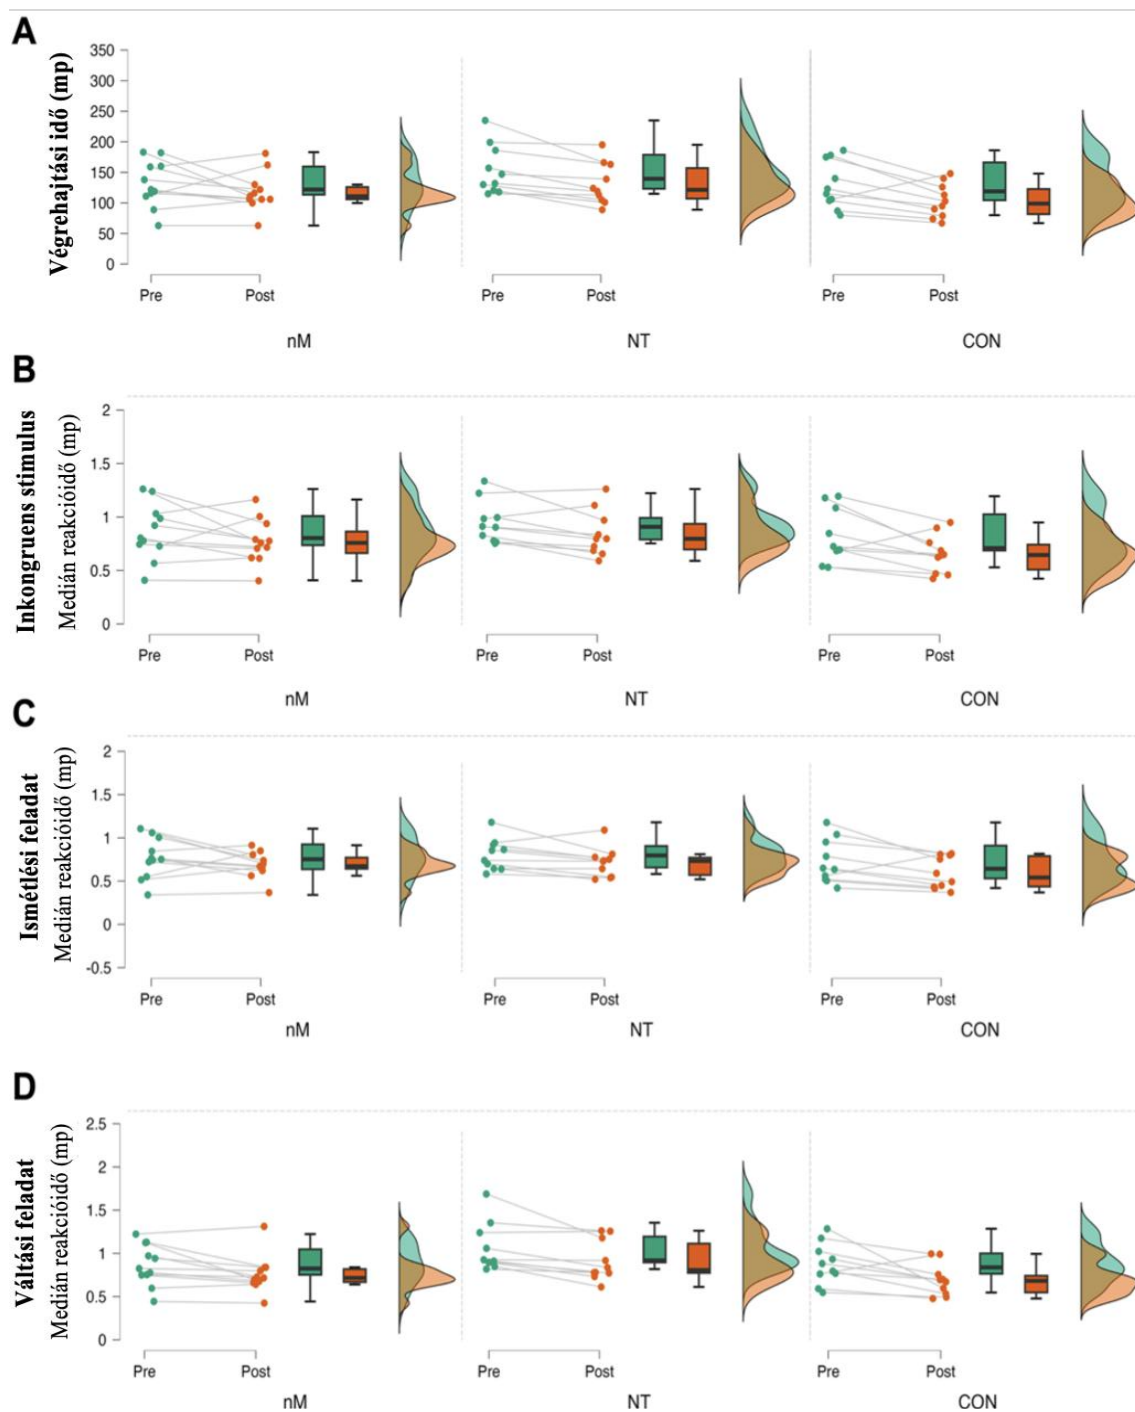 A
Végrehajtási idő (mp)
350
300
250
200
150
100
50
0
Pre Post Pre Post Pre Post
nM NT CON
B
Inkongruens stimulus
Medián reakcióidő (mp)
2
1.5
1
0.5
0
Pre Post Pre Post Pre Post
nM NT CON
C
Ismétlési feladat
Medián reakcióidő (mp)
2
1.5
1
0.5
0
-0.5
Pre Post Pre Post Pre Post
nM NT CON
D
Váltási feladat
Medián reakcióidő (mp)
2.5
2
1.5
1
0.5
0
Pre Post Pre Post Pre Post
nM NT CON